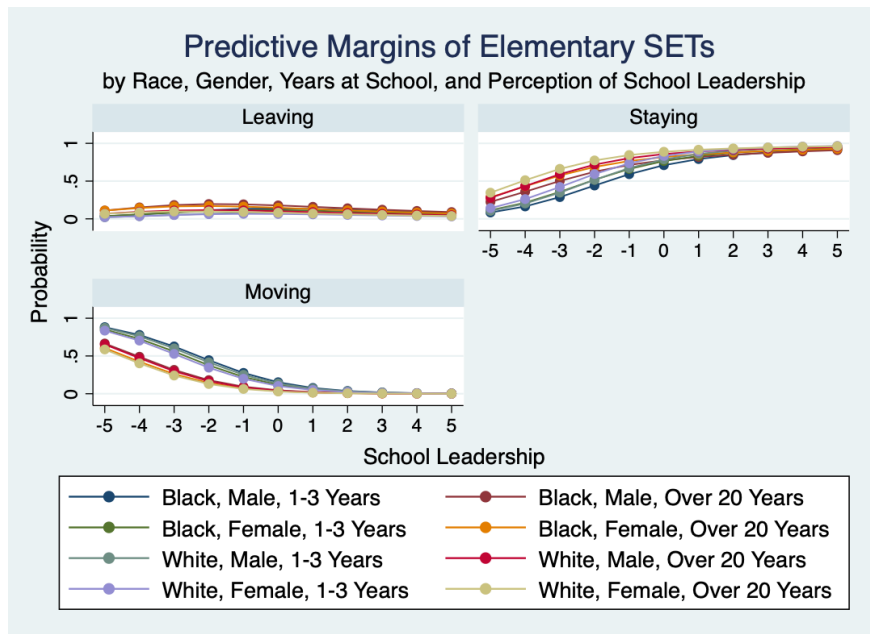 Predictive Margins of Elementary SETs
by Race, Gender, Years at School, and Perception of School Leadership
Leaving
Staying
1
.5
0
-5 -4 -3 -2 -1 0 1 2 3 4 5
Moving
1
.5
0
-5 -4 -3 -2 -1 0 1 2 3 4 5
Probability
School Leadership
Black, Male, 1-3 Years
Black, Male, Over 20 Years
Black, Female, 1-3 Years
Black, Female, Over 20 Years
White, Male, 1-3 Years
White, Male, Over 20 Years
White, Female, 1-3 Years
White, Female, Over 20 Years